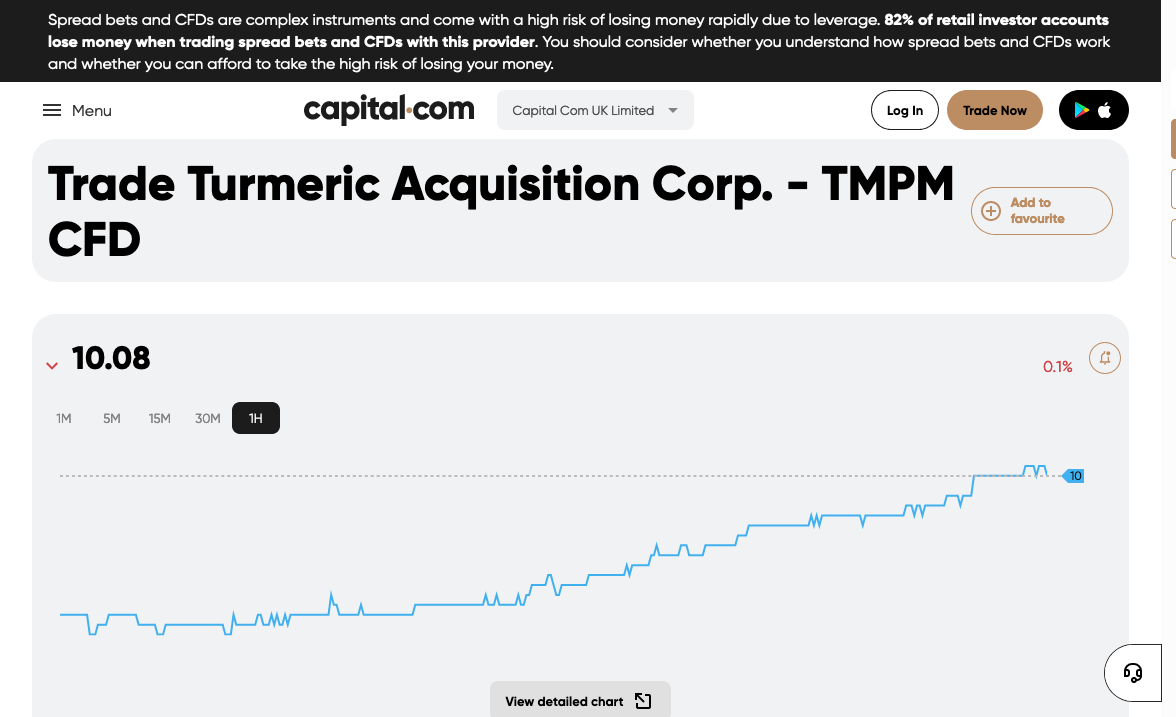 Spread bets and CFDs are complex instruments and come with a high risk of losing money rapidly due to leverage. 82% of retail investor accounts
lose money when trading spread bets and CFDs with this provider. You should consider whether you understand how spread bets and CFDs work
and whether you can afford to take the high risk of losing your money.
Menu
capital.com
Capital Com UK Limited
Log In
Trade Now
Trade Turmeric Acquisition Corp. - TMPM
CFD
Add to
favourite
10.08
0.1%
1M
5M
15M
30M
1H
10
View detailed chart